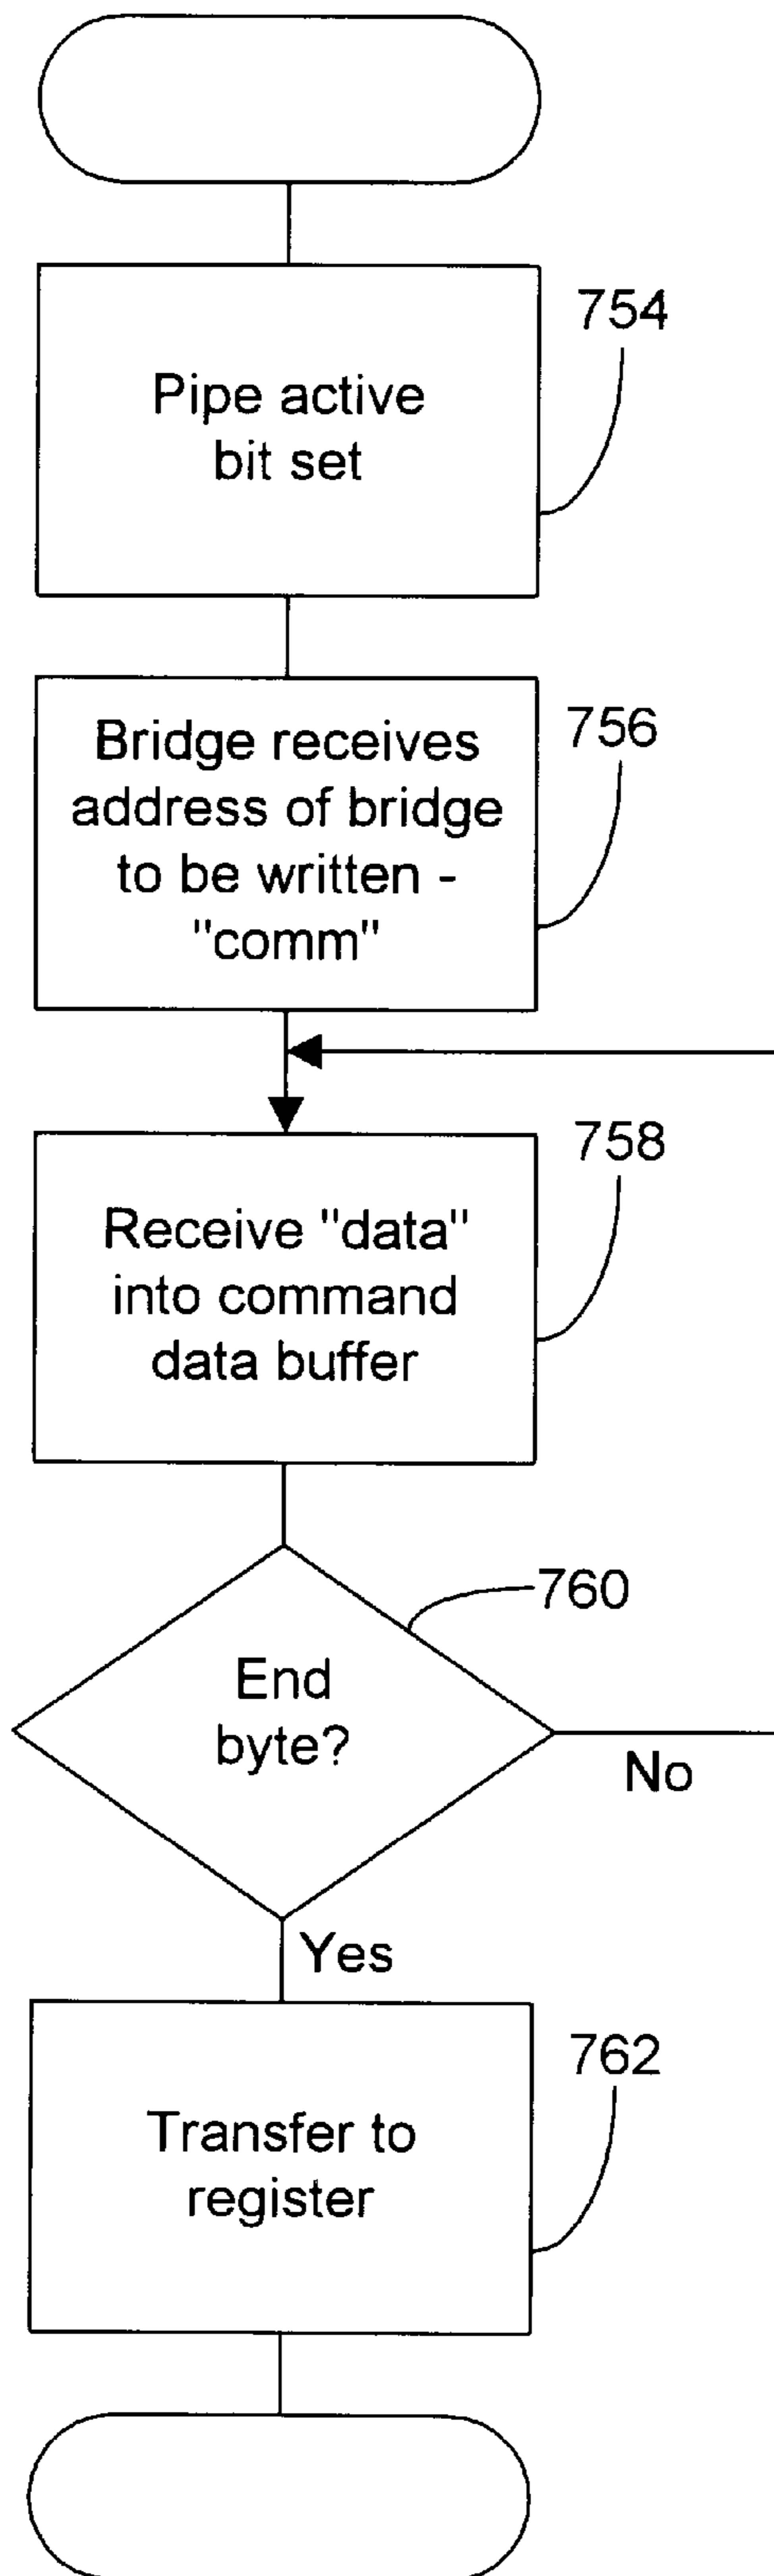 754
Pipe active
bit set
756
Bridge receives
address of bridge
to be written -
"comm"
758
Receive "data"
into command
data buffer
760
End
byte?
No
Yes
762
Transfer to
register